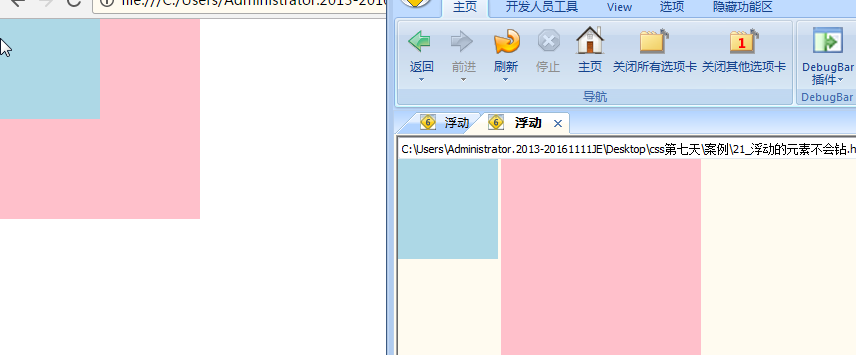 file:///C:/Users/Administrator.2013-2016
主页 开发人员工具 View 选项 隐藏功能区
返回 前进 刷新 停止 主页 关闭所有选项卡 关闭其他选项卡 DebugBar
插件
导航 DebugBar
浮动 浮动
C:\Users\Administrator.2013-20161111JE\Desktop\css第七天\案例\21_浮动的元素不会钻.h